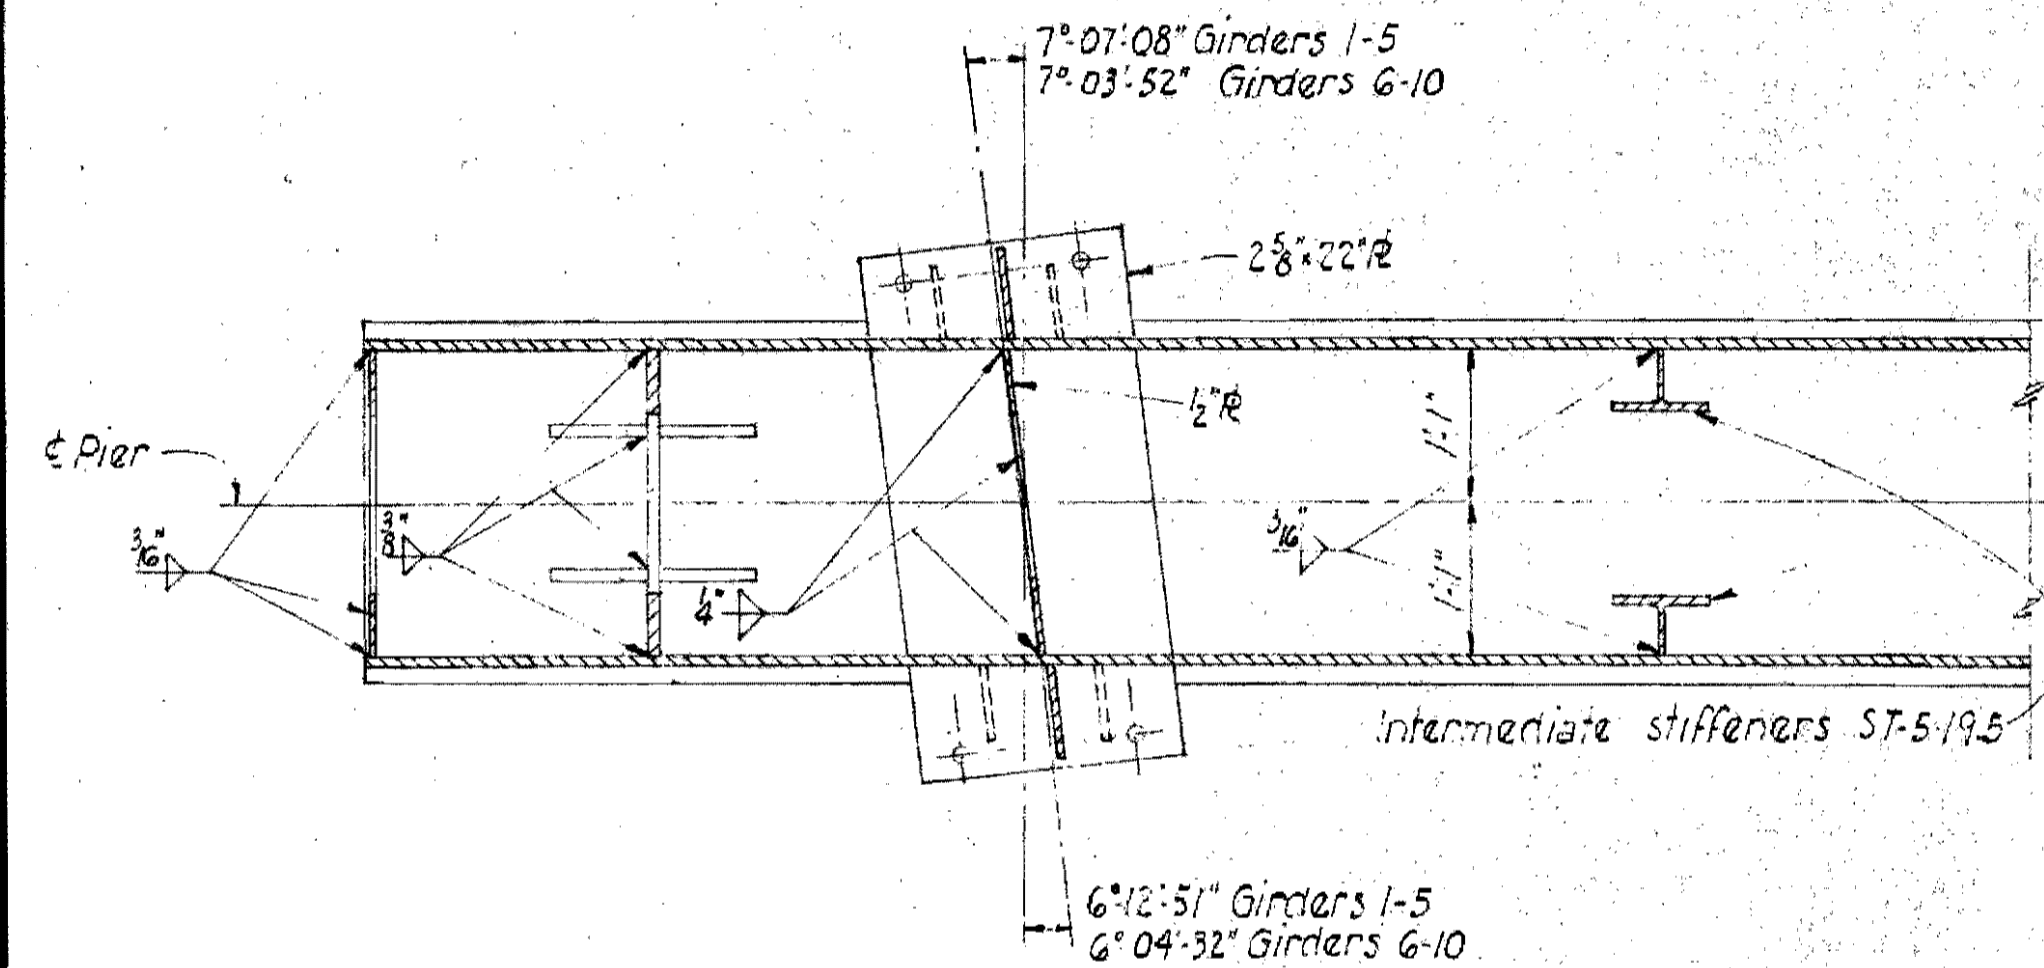 7°-07'-08" Girders 1-5
7°-03'-52" Girders 6-10
2 5/8" x 22" ℄
1/2" ℄
1'-1"
℄ Pier
3/16"
3/8"
1/4"
3/16"
1'-1"
Intermediate stiffeners ST-5-19.5
6°-12'-51" Girders 1-5
6°-04'-32" Girders 6-10